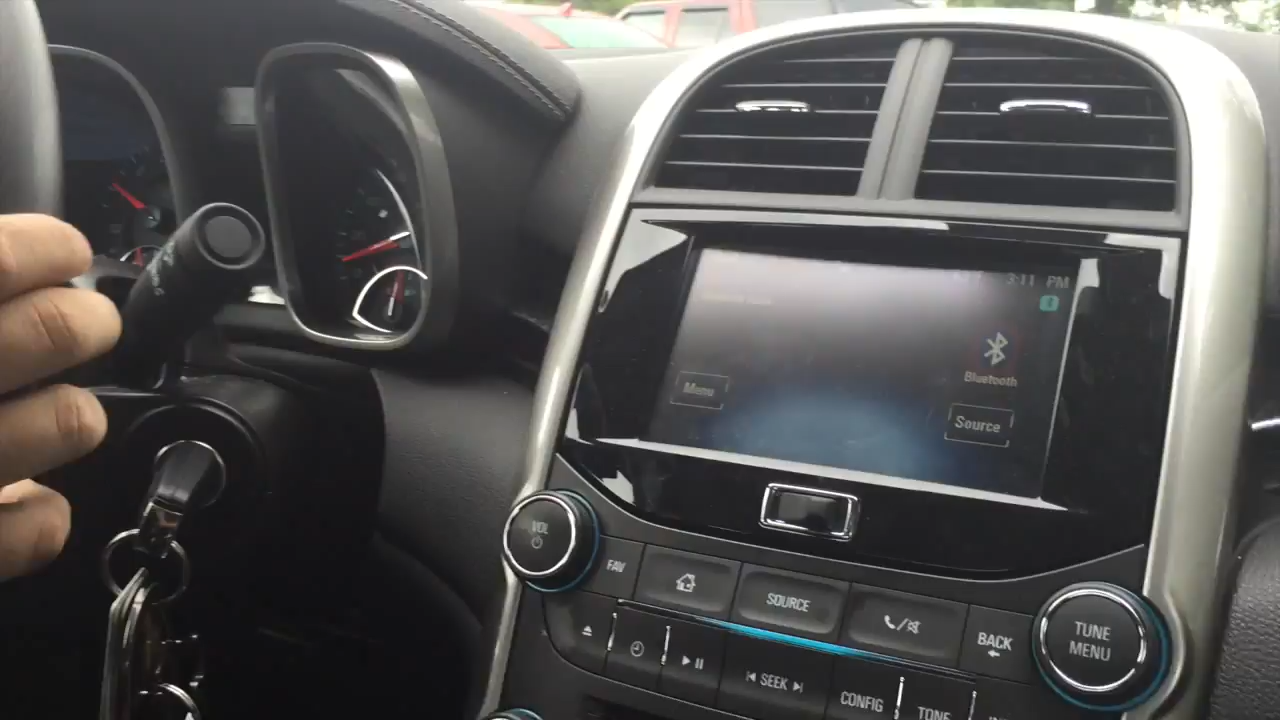 3:11 PM
Bluetooth
Menu
Source
VOL
FAV
SOURCE
BACK
TUNE
MENU
SEEK
CONFIG
TONE